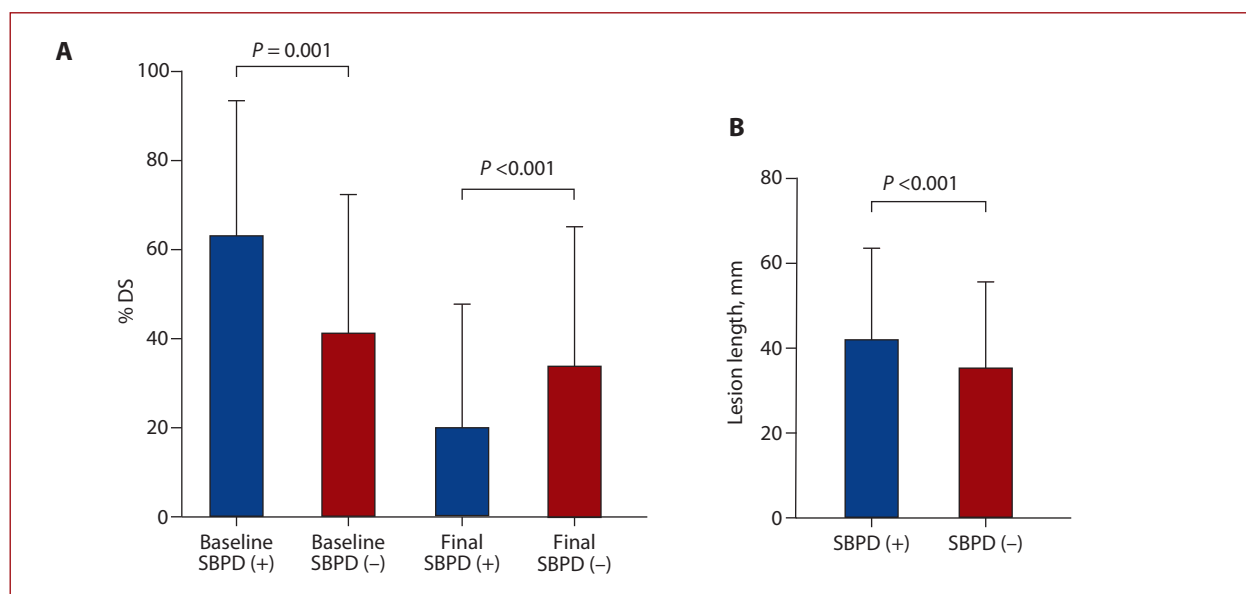 A
P = 0.001
P <0.001
100
80
60
40
20
0
% DS
Baseline
SBPD (+)
Baseline
SBPD (–)
Final
SBPD (+)
Final
SBPD (–)
B
P <0.001
80
60
40
20
0
Lesion length, mm
SBPD (+)
SBPD (–)